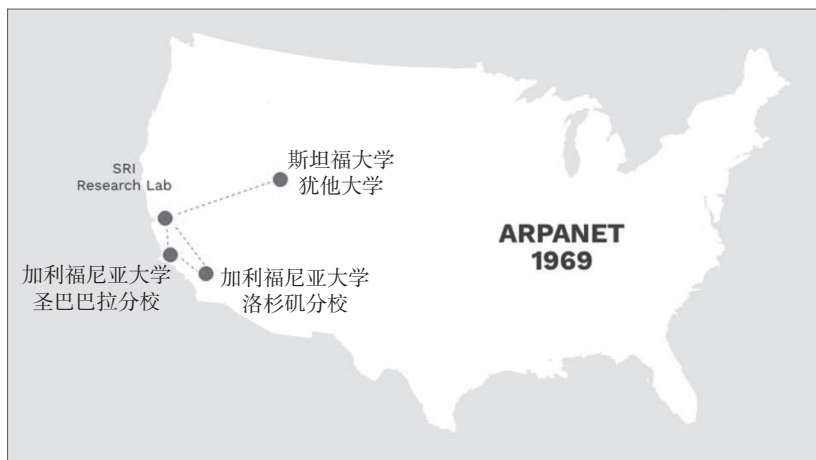 SRI
Research Lab
斯坦福大学
犹他大学
ARPANET
1969
加利福尼亚大学
圣巴巴拉分校
加利福尼亚大学
洛杉矶分校